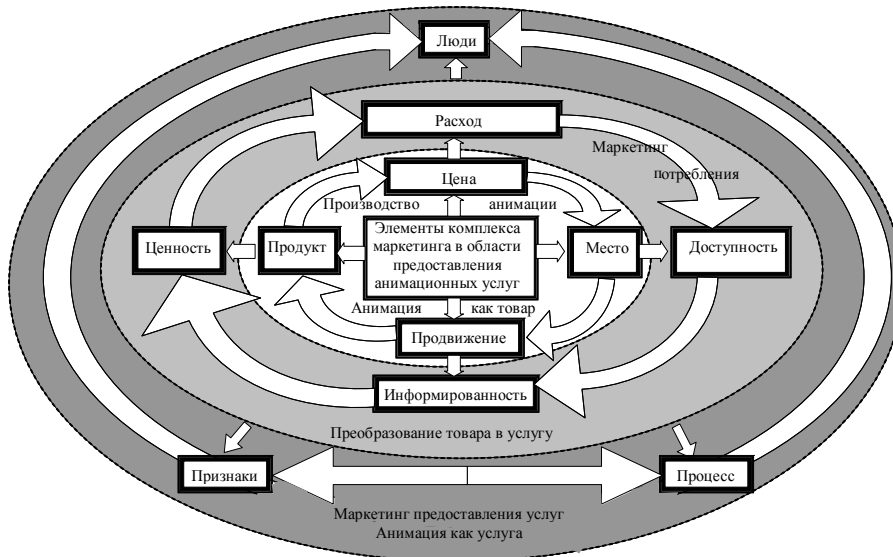 Люди
Расход
Маркетинг
потребления
Цена
Производство анимации
Ценность
Продукт
Элементы комплекса
маркетинга в области
предоставления
анимационных услуг
Место
Доступность
Анимация как товар
Продвижение
Информированность
Преобразование товара в услугу
Признаки
Процесс
Маркетинг предоставления услуг
Анимация как услуга